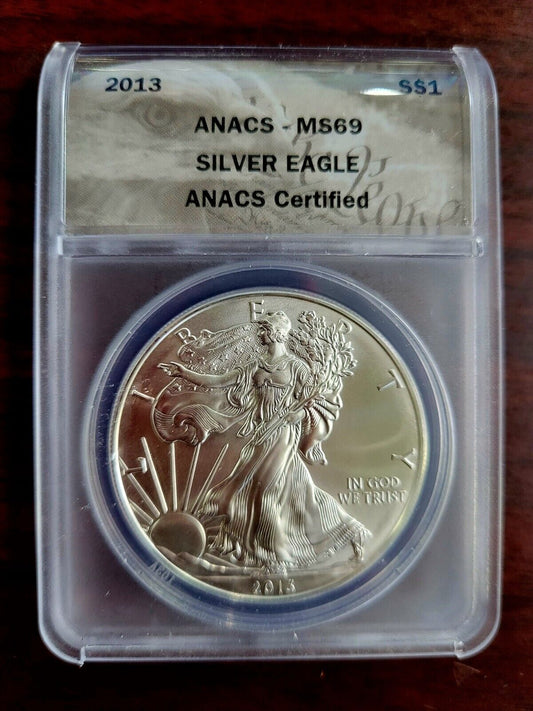 2013 S$1
ANACS - MS69
SILVER EAGLE
ANACS Certified
LIBERTY
IN GOD
WE TRUST
2013